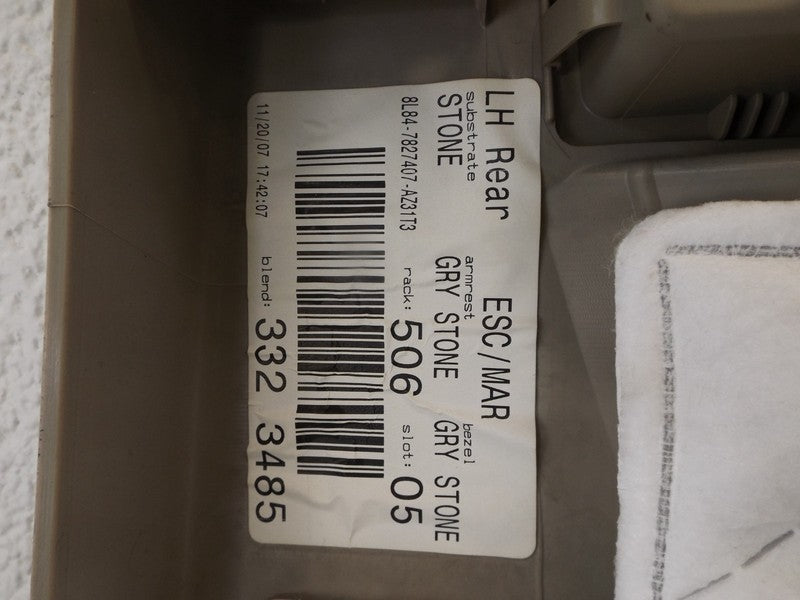 LH Rear ESC/MAR
substrate armrest bezel
STONE GRY STONE GRY STONE
8L84-7827407-AZ31T3 rack: 506 slot: 05
11/20/07 17:42:07 blend: 332 3485